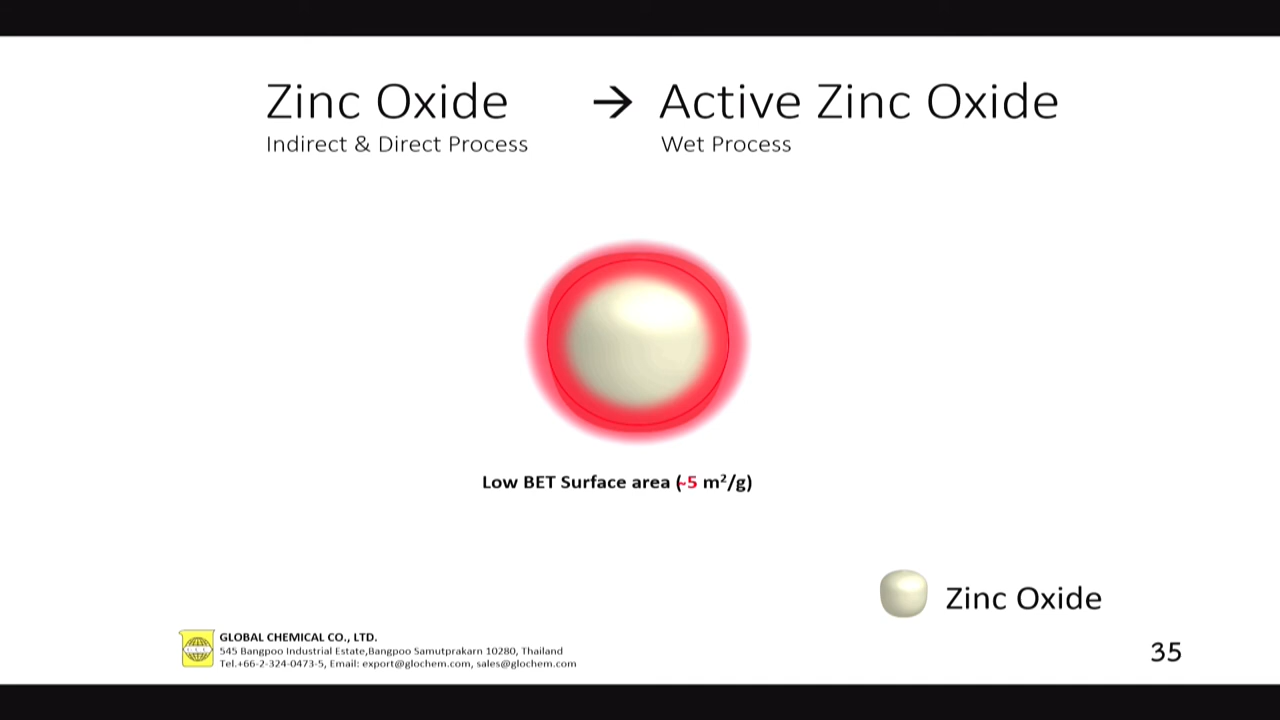 Zinc Oxide → Active Zinc Oxide
Indirect & Direct Process Wet Process
Low BET Surface area (~5 m²/g)
Zinc Oxide
GLOBAL CHEMICAL CO., LTD.
545 Bangpoo Industrial Estate,Bangpoo Samutprakarn 10280, Thailand
Tel.+66-2-324-0473-5, Email: export@glochem.com, sales@glochem.com
35